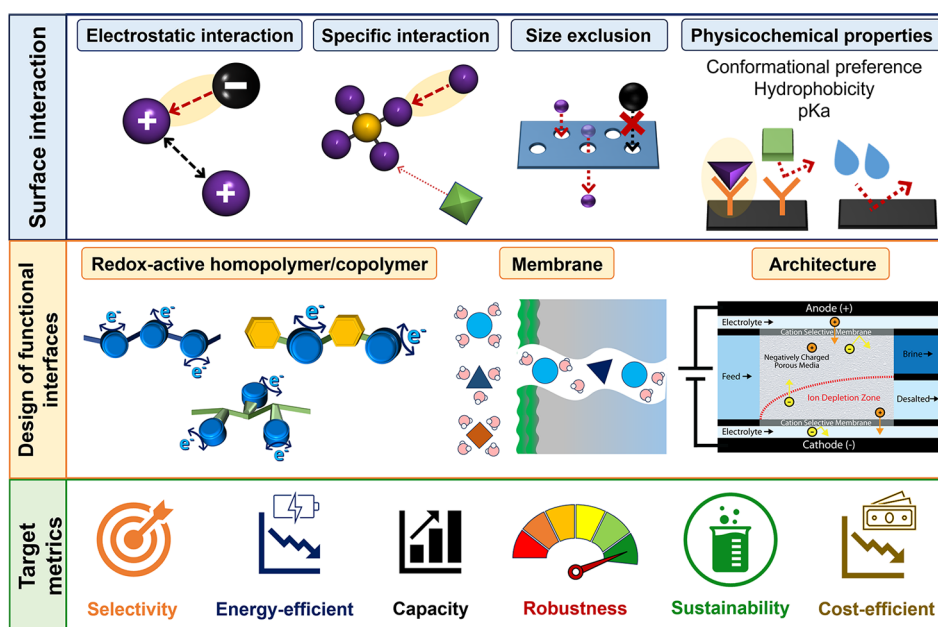 Surface interaction
Electrostatic interaction
−
+
+
Specific interaction
Size exclusion
Physicochemical properties
Conformational preference
Hydrophobicity
pKa
Design of functional
interfaces
Redox-active homopolymer/copolymer
e-
e-
e-
e-
e-
e-
e-
e-
Membrane
Architecture
Anode (+)
Electrolyte
+
Cation Selective Membrane
+
−
Negatively Charged
Porous Media
Brine
Feed
Ion Depletion Zone
−
Desalted
+
Cation Selective Membrane
Electrolyte
−
Cathode (-)
Target
metrics
Selectivity
Energy-efficient
Capacity
Robustness
Sustainability
Cost-efficient